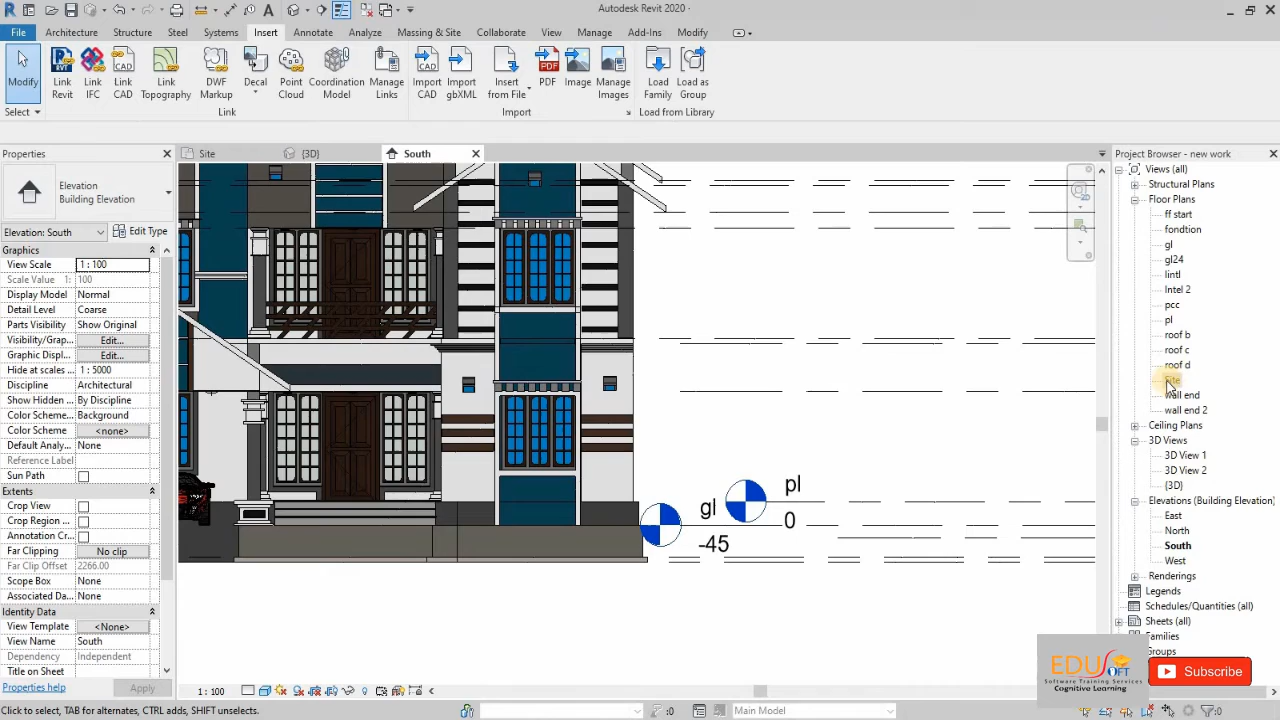 Autodesk Revit 2020 -
File
Architecture
Structure
Steel
Systems
Insert
Annotate
Analyze
Massing & Site
Collaborate
View
Manage
Add-Ins
Modify
Modify
Link Revit
Link IFC
Link CAD
Link Topography
DWF Markup
Decal
Point Cloud
Coordination Model
Manage Links
Import CAD
Import gbXML
Insert from File
PDF
Image
Manage Images
Load Family
Load as Group
Select
Link
Import
Load from Library
Properties
Site
{3D}
South
Project Browser - new work
Elevation
Building Elevation
Elevation: South
Edit Type
Graphics
View Scale 1 : 100
Scale Value 1: 100
Display Model Normal
Detail Level Coarse
Parts Visibility Show Original
Visibility/Grap... Edit...
Graphic Displ... Edit...
Hide at scales ... 1 : 5000
Discipline Architectural
Show Hidden ... By Discipline
Color Scheme... Background
Color Scheme <none>
Default Analy... None
Reference Label
Sun Path
Extents
Crop View
Crop Region ...
Annotation Cr...
Far Clipping No clip
Far Clip Offset 2266.00
Scope Box None
Associated Da... None
Identity Data
View Template <None>
View Name South
Dependency Independent
Title on Sheet
Properties help
Apply
gl
-45
pl
0
Views (all)
Structural Plans
Floor Plans
ff start
fondtion
gl
gl24
lintl
lntel 2
pcc
pl
roof b
roof c
roof d
wall end
wall end 2
Ceiling Plans
3D Views
3D View 1
3D View 2
{3D}
Elevations (Building Elevation)
East
North
South
West
Renderings
Legends
Schedules/Quantities (all)
Sheets (all)
Families
Groups
EDUSOFT
Software Training Services
Cognitive Learning
Subscribe
1 : 100
Click to select, TAB for alternates, CTRL adds, SHIFT unselects.
:0
Main Model
:0